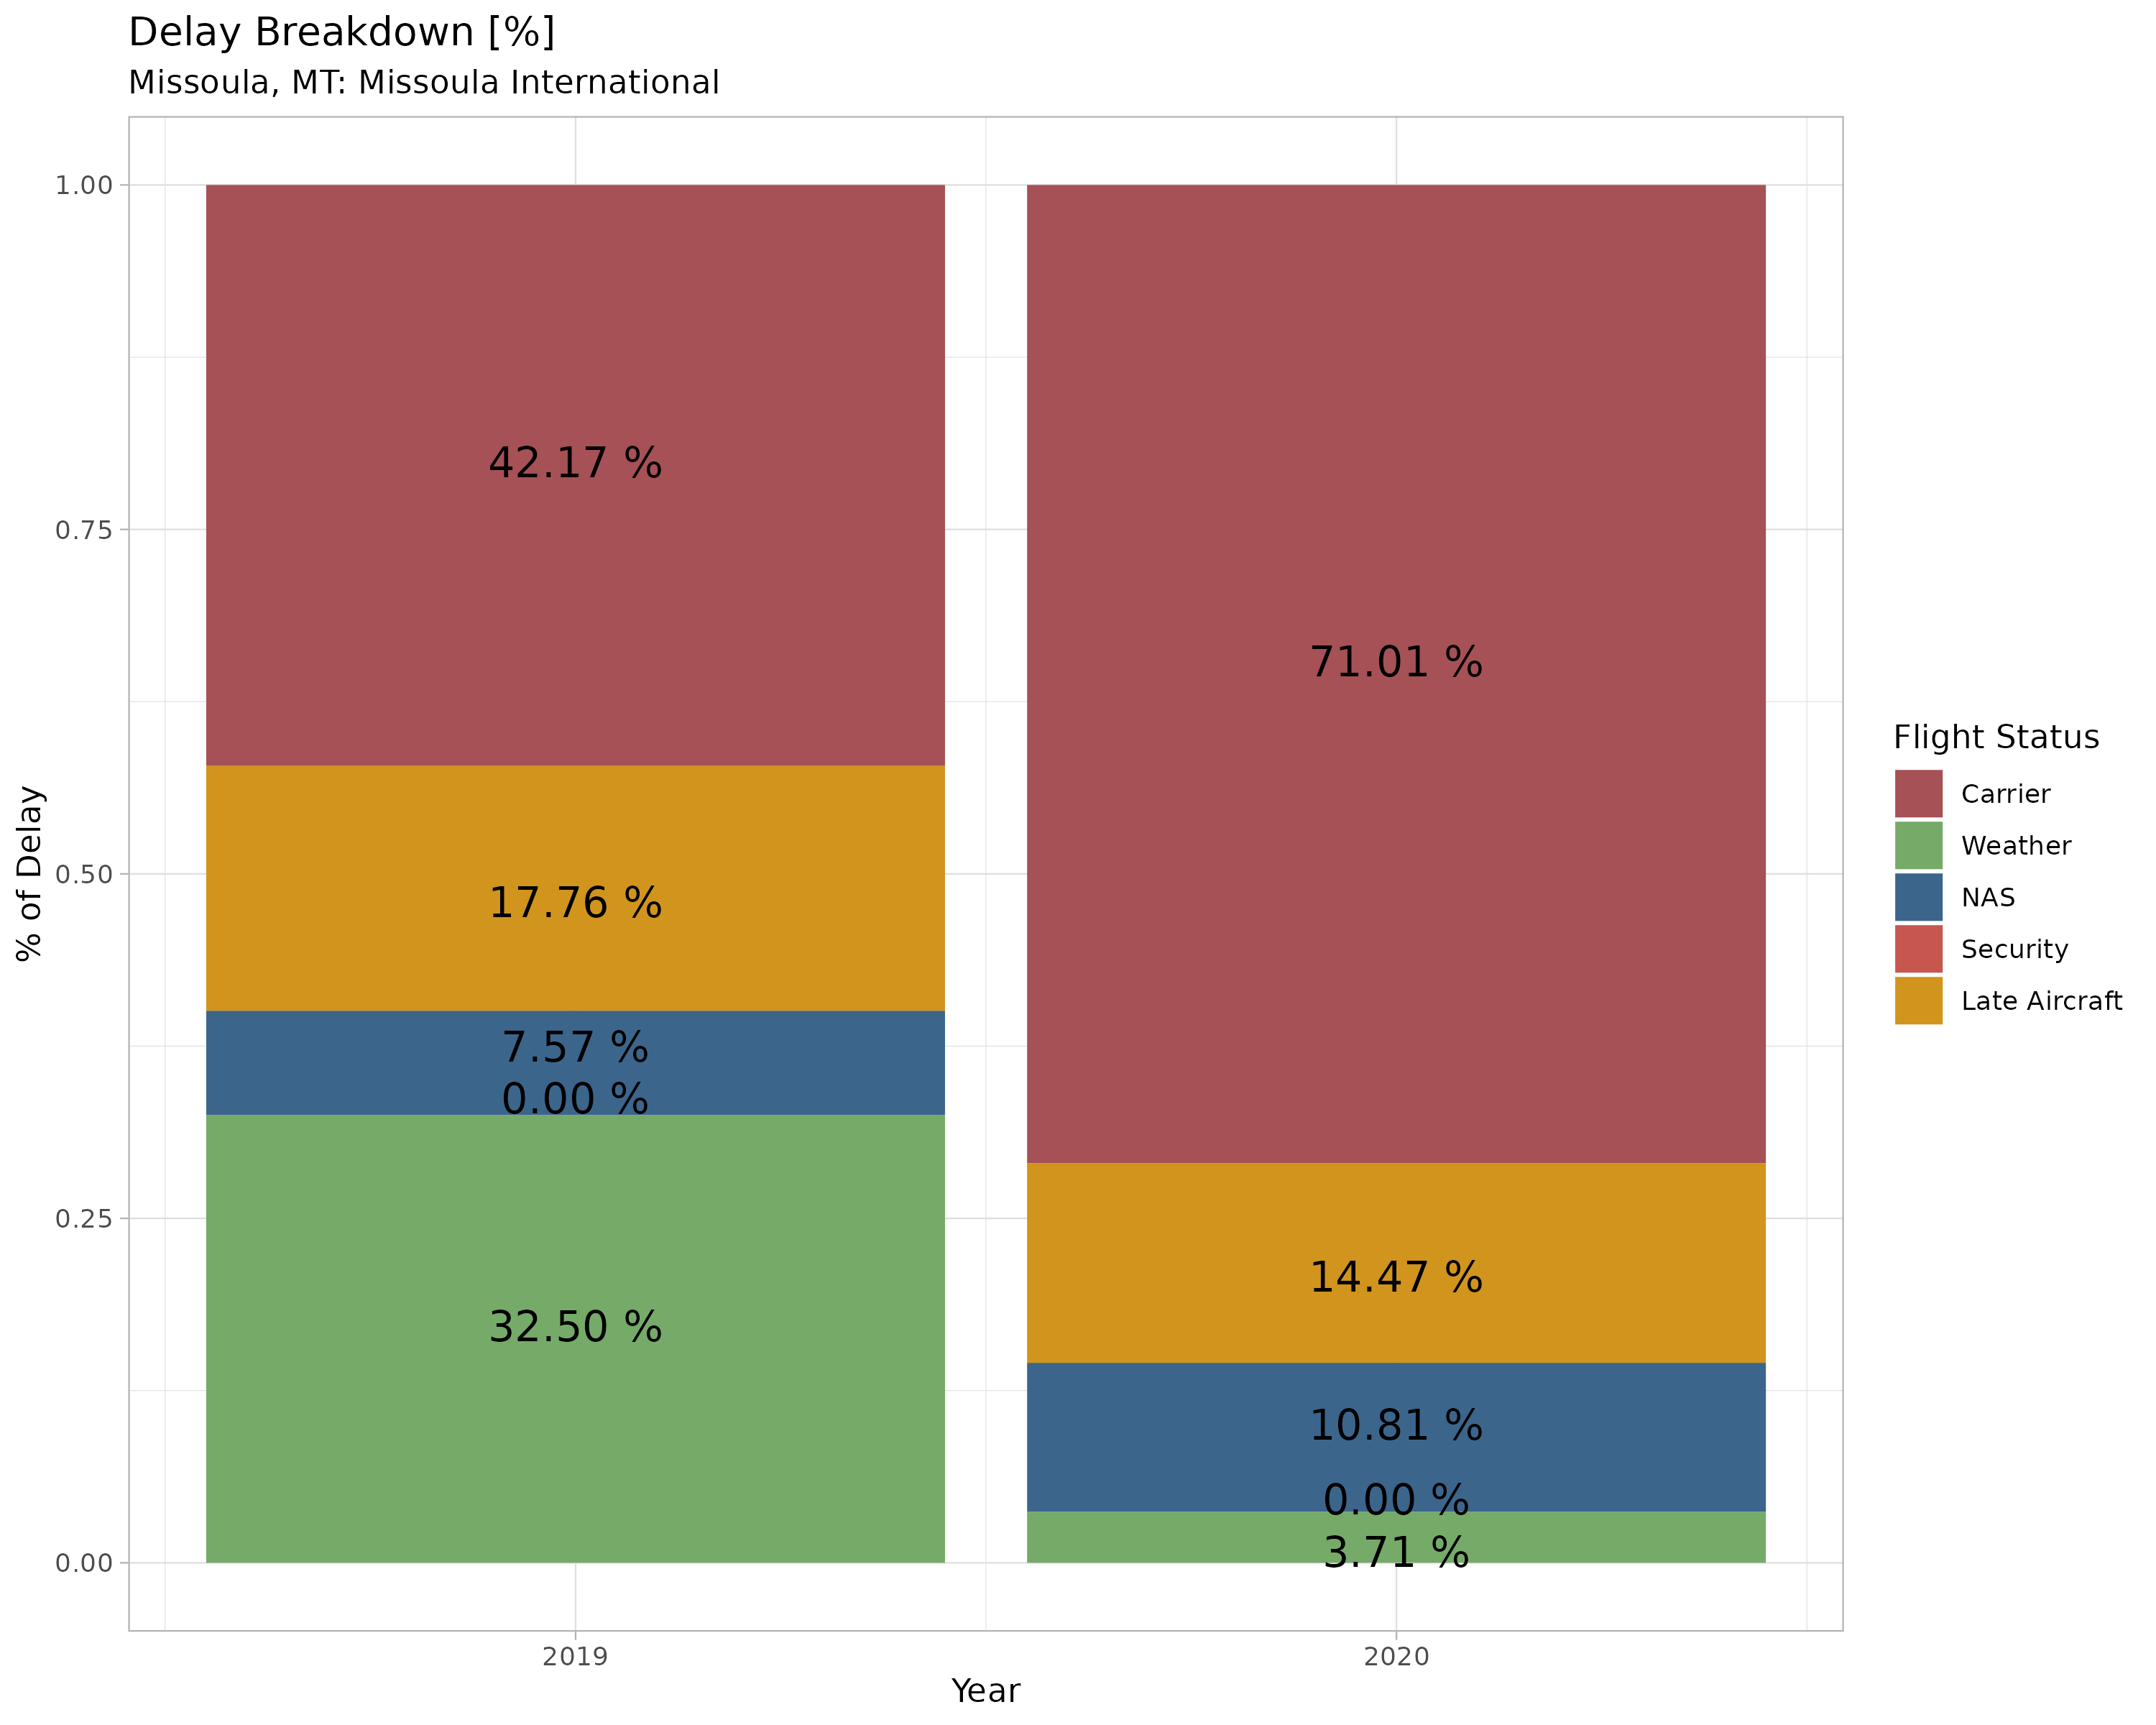 Delay Breakdown [%]
Missoula, MT: Missoula International
% of Delay
1.00
0.75
0.50
0.25
0.00
42.17 %
17.76 %
7.57 %
0.00 %
32.50 %
71.01 %
14.47 %
10.81 %
0.00 %
3.71 %
2019
2020
Year
Flight Status
Carrier
Weather
NAS
Security
Late Aircraft